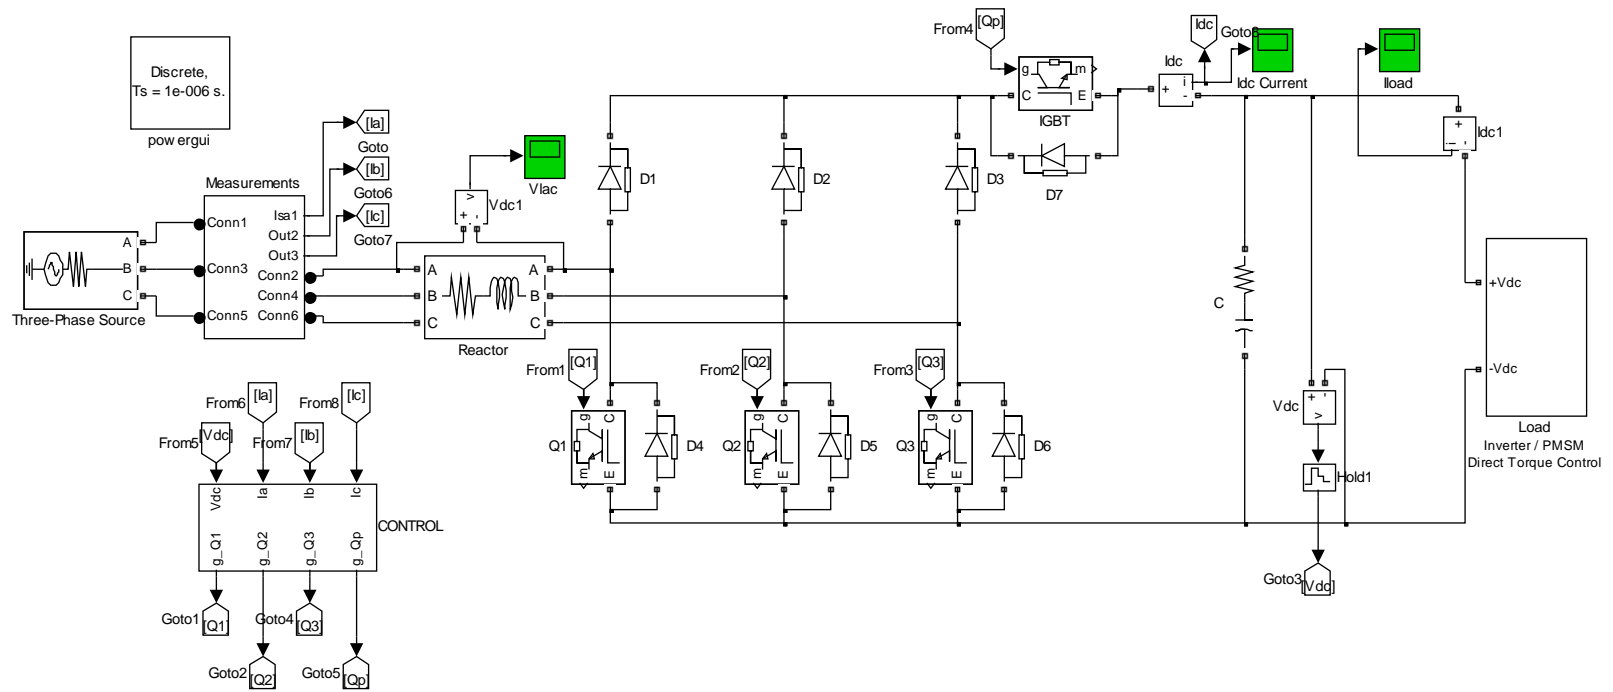 Discrete,
Ts = 1e-006 s.
powergui
From4
[Qp]
g
m
C
E
IGBT
D7
Idc
Goto8
Idc
+
i
-
Idc Current
Iload
+
i
-
Idc1
[Ia]
Goto
[Ib]
Goto6
[Ic]
Goto7
Measurements
Conn1
Conn3
Conn5
Isa1
Out2
Out3
Conn2
Conn4
Conn6
A
B
C
Three-Phase Source
VIac
v
+
-
Vdc1
A
B
C
A
B
C
Reactor
D1
D2
D3
From1
[Q1]
From2
[Q2]
From3
[Q3]
g
C
m
E
Q1
D4
g
C
m
E
Q2
D5
g
C
m
E
Q3
D6
C
+
-
v
Vdc
Hold1
Goto3
[Vdc]
+Vdc
-Vdc
Load
Inverter / PMSM
Direct Torque Control
From6
[Ia]
From8
[Ic]
From5
[Vdc]
From7
[Ib]
Vdc
Ia
Ib
Ic
g_Q1
g_Q2
g_Q3
g_Qp
CONTROL
Goto1
[Q1]
Goto4
[Q3]
Goto2
[Q2]
Goto5
[Qp]